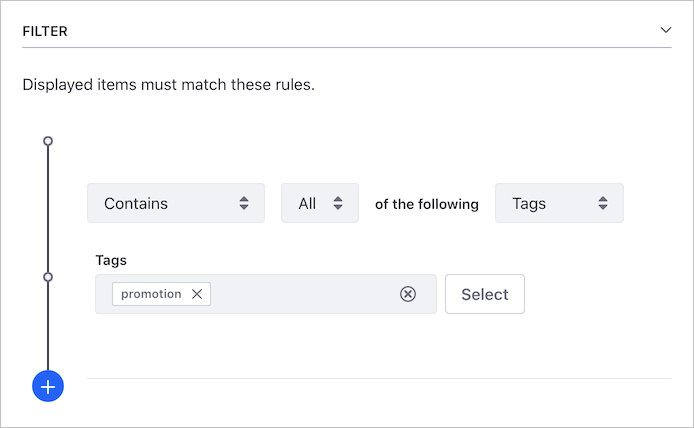 FILTER
Displayed items must match these rules.
Contains All of the following Tags
Tags
promotion Select